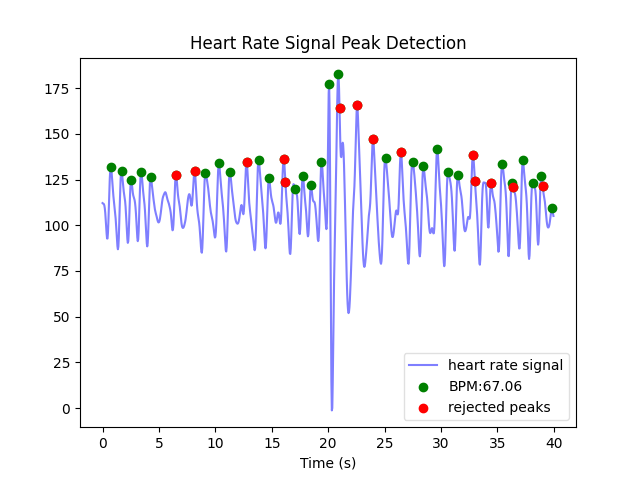 Heart Rate Signal Peak Detection
175
150
125
100
75
50
25
0
heart rate signal
BPM:67.06
rejected peaks
0 5 10 15 20 25 30 35 40
Time (s)